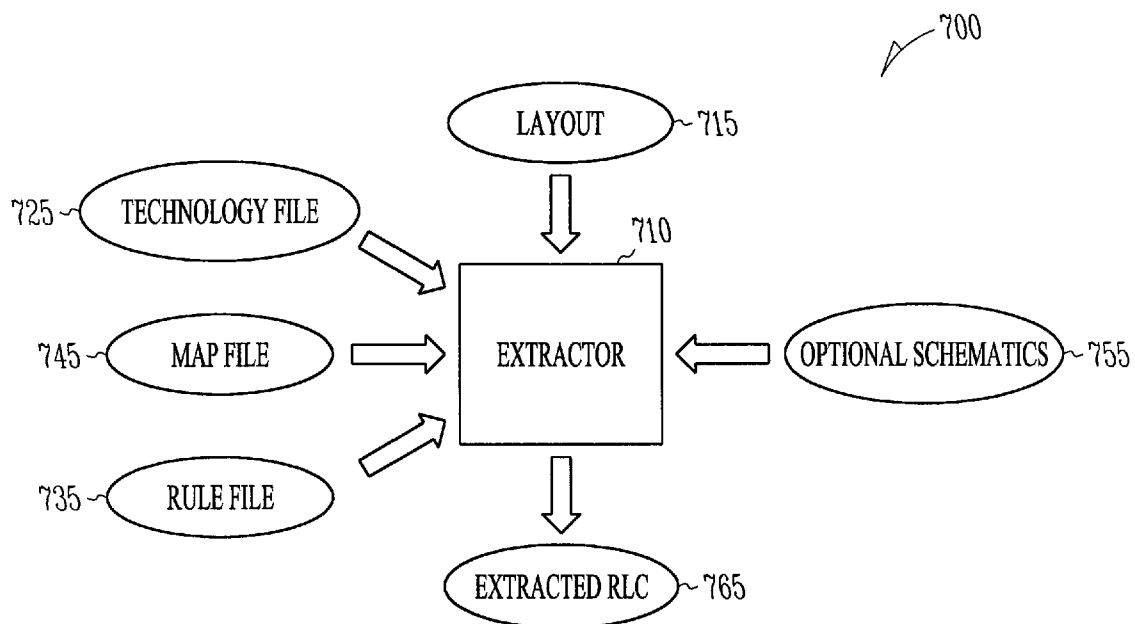 700
LAYOUT
715
725
TECHNOLOGY FILE
710
745
MAP FILE
EXTRACTOR
OPTIONAL SCHEMATICS
755
735
RULE FILE
EXTRACTED RLC
765